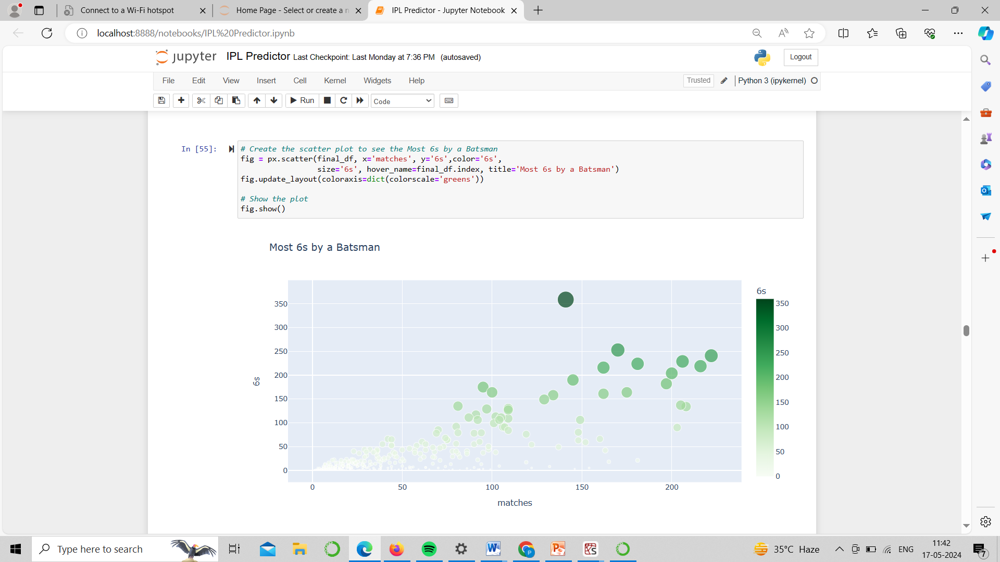 Connect to a Wi-Fi hotspot
Home Page - Select or create a n
IPL Predictor - Jupyter Notebook
localhost:8888/notebooks/IPL%20Predictor.ipynb
jupyter IPL Predictor Last Checkpoint: Last Monday at 7:36 PM (autosaved)
Logout
File Edit View Insert Cell Kernel Widgets Help
Trusted
Python 3 (ipykernel)
Run
Code
In [55]:
# Create the scatter plot to see the Most 6s by a Batsman
fig = px.scatter(final_df, x='matches', y='6s',color='6s',
size='6s', hover_name=final_df.index, title='Most 6s by a Batsman')
fig.update_layout(coloraxis=dict(colorscale='greens'))
# Show the plot
fig.show()
Most 6s by a Batsman
6s
350
300
250
200
150
100
50
0
6s
0 50 100 150 200
matches
350
300
250
200
150
100
50
0
Type here to search
35°C Haze
ENG
11:42
17-05-2024
7